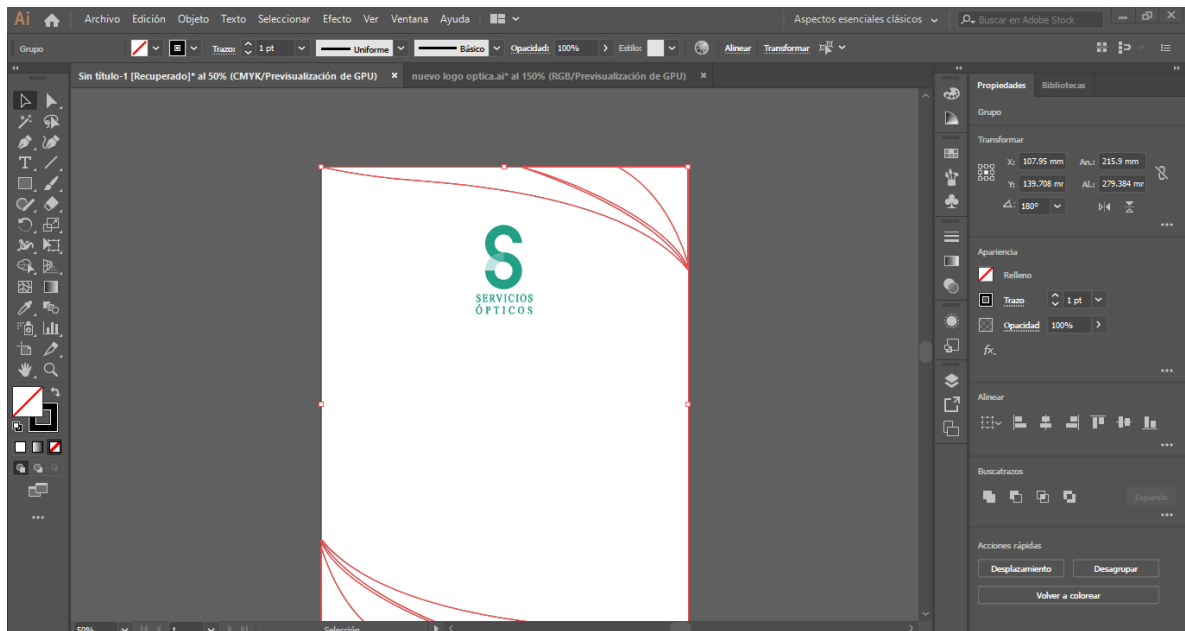 Ai Archivo Edición Objeto Texto Seleccionar Efecto Ver Ventana Ayuda Aspectos esenciales clásicos Buscar en Adobe Stock
Grupo Trazo: 1 pt Uniforme Básico Opacidad: 100% Estilo: Alinear Transformar
Sin título-1 [Recuperado]* al 50% (CMYK/Previsualización de GPU) × nuevo logo optica.ai* al 150% (RGB/Previsualización de GPU) ×
Propiedades Bibliotecas
Grupo
Transformar
X: 107.95 mm An.: 215.9 mm
Y: 139.708 mr Al.: 279.384 mr
180°
Apariencia
Relleno
Trazo 1 pt
Opacidad 100%
fx.
Alinear
Buscatrazos
Expandir
Acciones rápidas
Desplazamiento Desagrupar
Volver a colorear
SERVICIOS
ÓPTICOS
50% 1 Selección